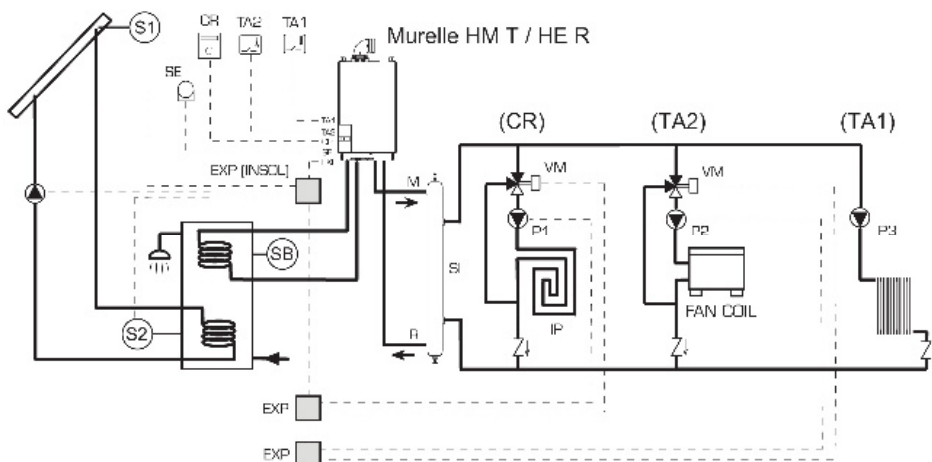 S1
CR
TA2
TA1
Murelle HM T / HE R
SE
TA1
TA2
(CR)
(TA2)
(TA1)
EXP [INSOL]
M
VM
VM
SB
P1
P2
P3
SI
S2
IP
FAN COIL
R
EXP
EXP